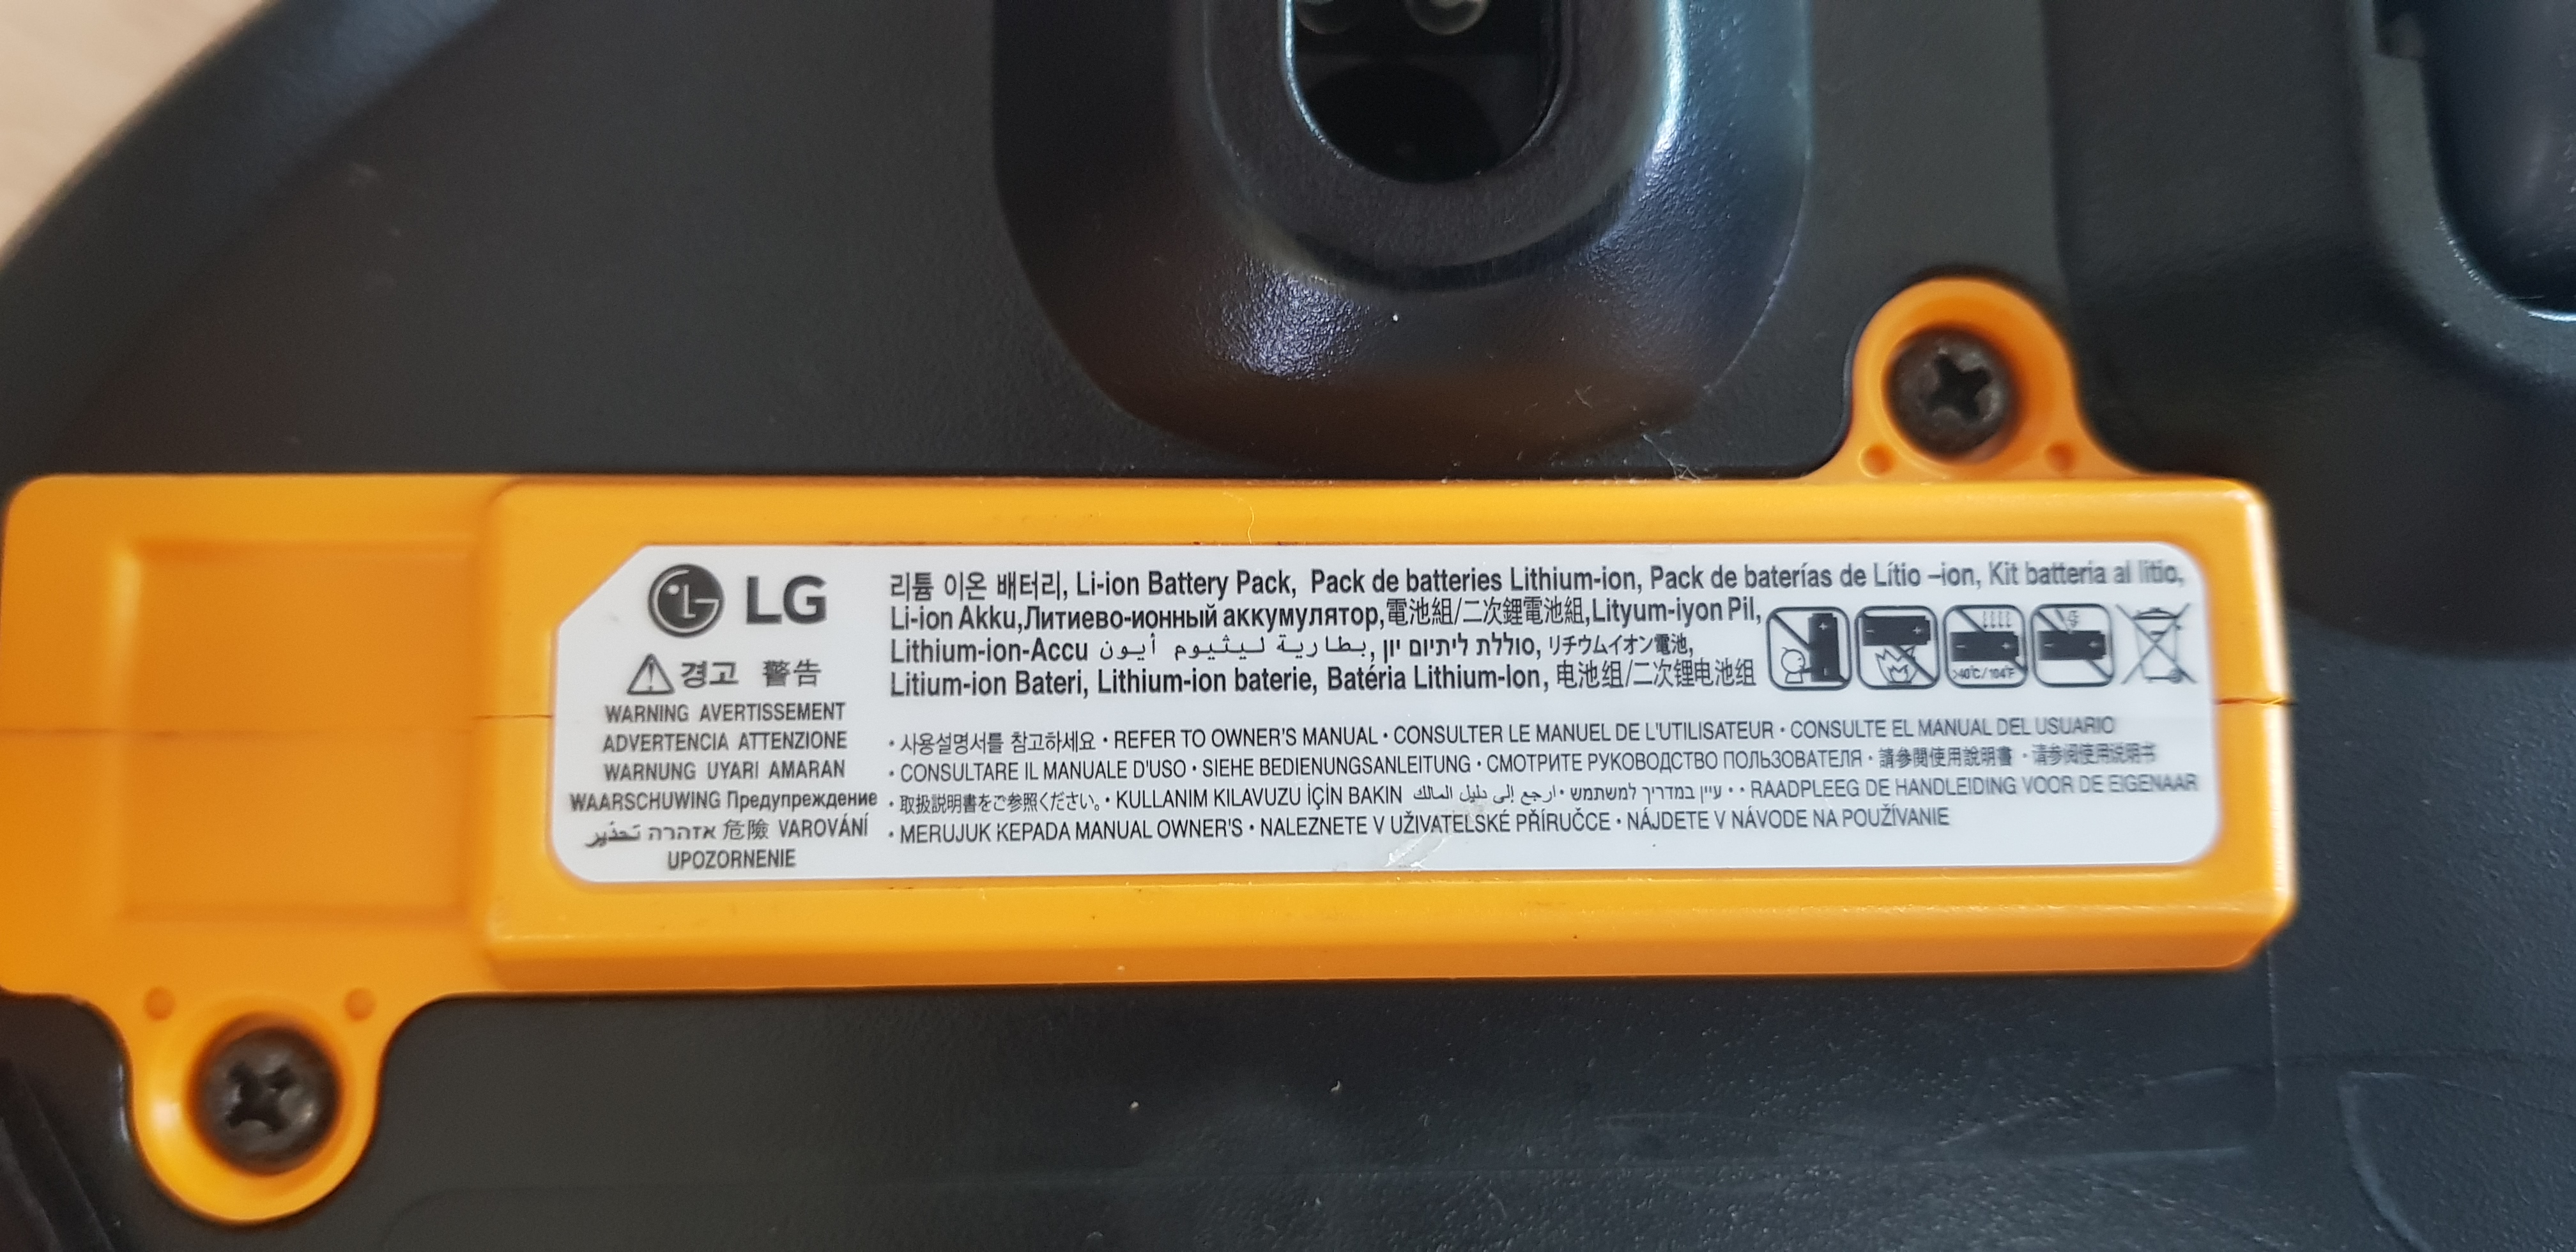 LG
경고 警告
WARNING AVERTISSEMENT
ADVERTENCIA ATTENZIONE
WARNUNG UYARI AMARAN
WAARSCHUWING Предупреждение
تحذير אזהרה 危險 VAROVÁNÍ
UPOZORNENIE
리튬 이온 배터리, Li-ion Battery Pack, Pack de batteries Lithium-ion, Pack de baterías de Lítio –ion, Kit batteria al litio,
Li-ion Akku,Литиево-ионный аккумулятор,電池組/二次鋰電池組,Lityum-iyon Pil,
Lithium-ion-Accu بطارية ليثيوم أيون, סוללת ליתיום יון, リチウムイオン電池,
Litium-ion Bateri, Lithium-ion baterie, Batéria Lithium-Ion, 电池组/二次锂电池组
>40℃/104℉
• 사용설명서를 참고하세요 • REFER TO OWNER'S MANUAL • CONSULTER LE MANUEL DE L'UTILISATEUR • CONSULTE EL MANUAL DEL USUARIO
• CONSULTARE IL MANUALE D'USO • SIEHE BEDIENUNGSANLEITUNG • СМОТРИТЕ РУКОВОДСТВО ПОЛЬЗОВАТЕЛЯ • 請參閱使用說明書 • 请参阅使用说明书
• 取扱説明書をご参照ください。 • KULLANIM KILAVUZU İÇİN BAKIN ارجع إلى دليل المالك • עיין במדריך למשתמש • • RAADPLEEG DE HANDLEIDING VOOR DE EIGENAAR
• MERUJUK KEPADA MANUAL OWNER'S • NALEZNETE V UŽIVATELSKÉ PŘÍRUČCE • NÁJDETE V NÁVODE NA POUŽÍVANIE